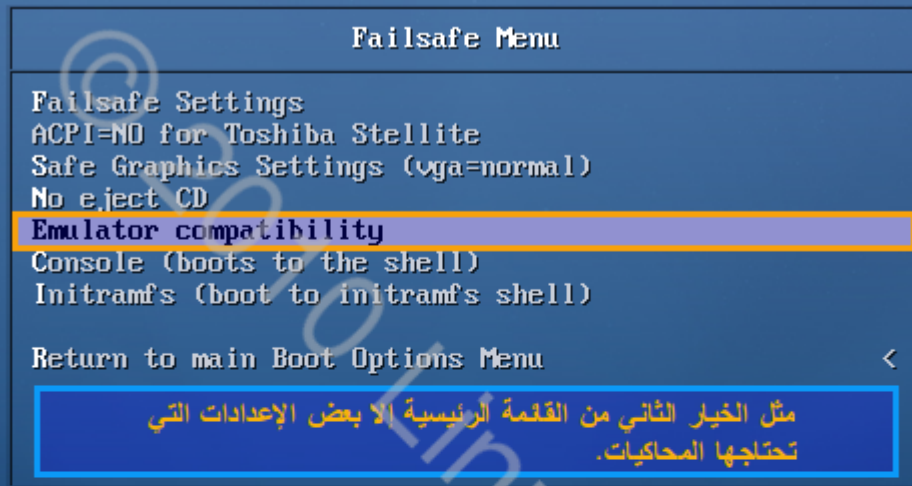 Failsafe Menu
Failsafe Settings
ACPI=NO for Toshiba Stellite
Safe Graphics Settings (vga=normal)
No eject CD
Emulator compatibility
Console (boots to the shell)
Initramfs (boot to initramfs shell)
Return to main Boot Options Menu <
مثل الخيار الثاني من القائمة الرئيسية إلا بعض الإعدادات التي
تحتاجها المحاكيات.
© 2010 Lin